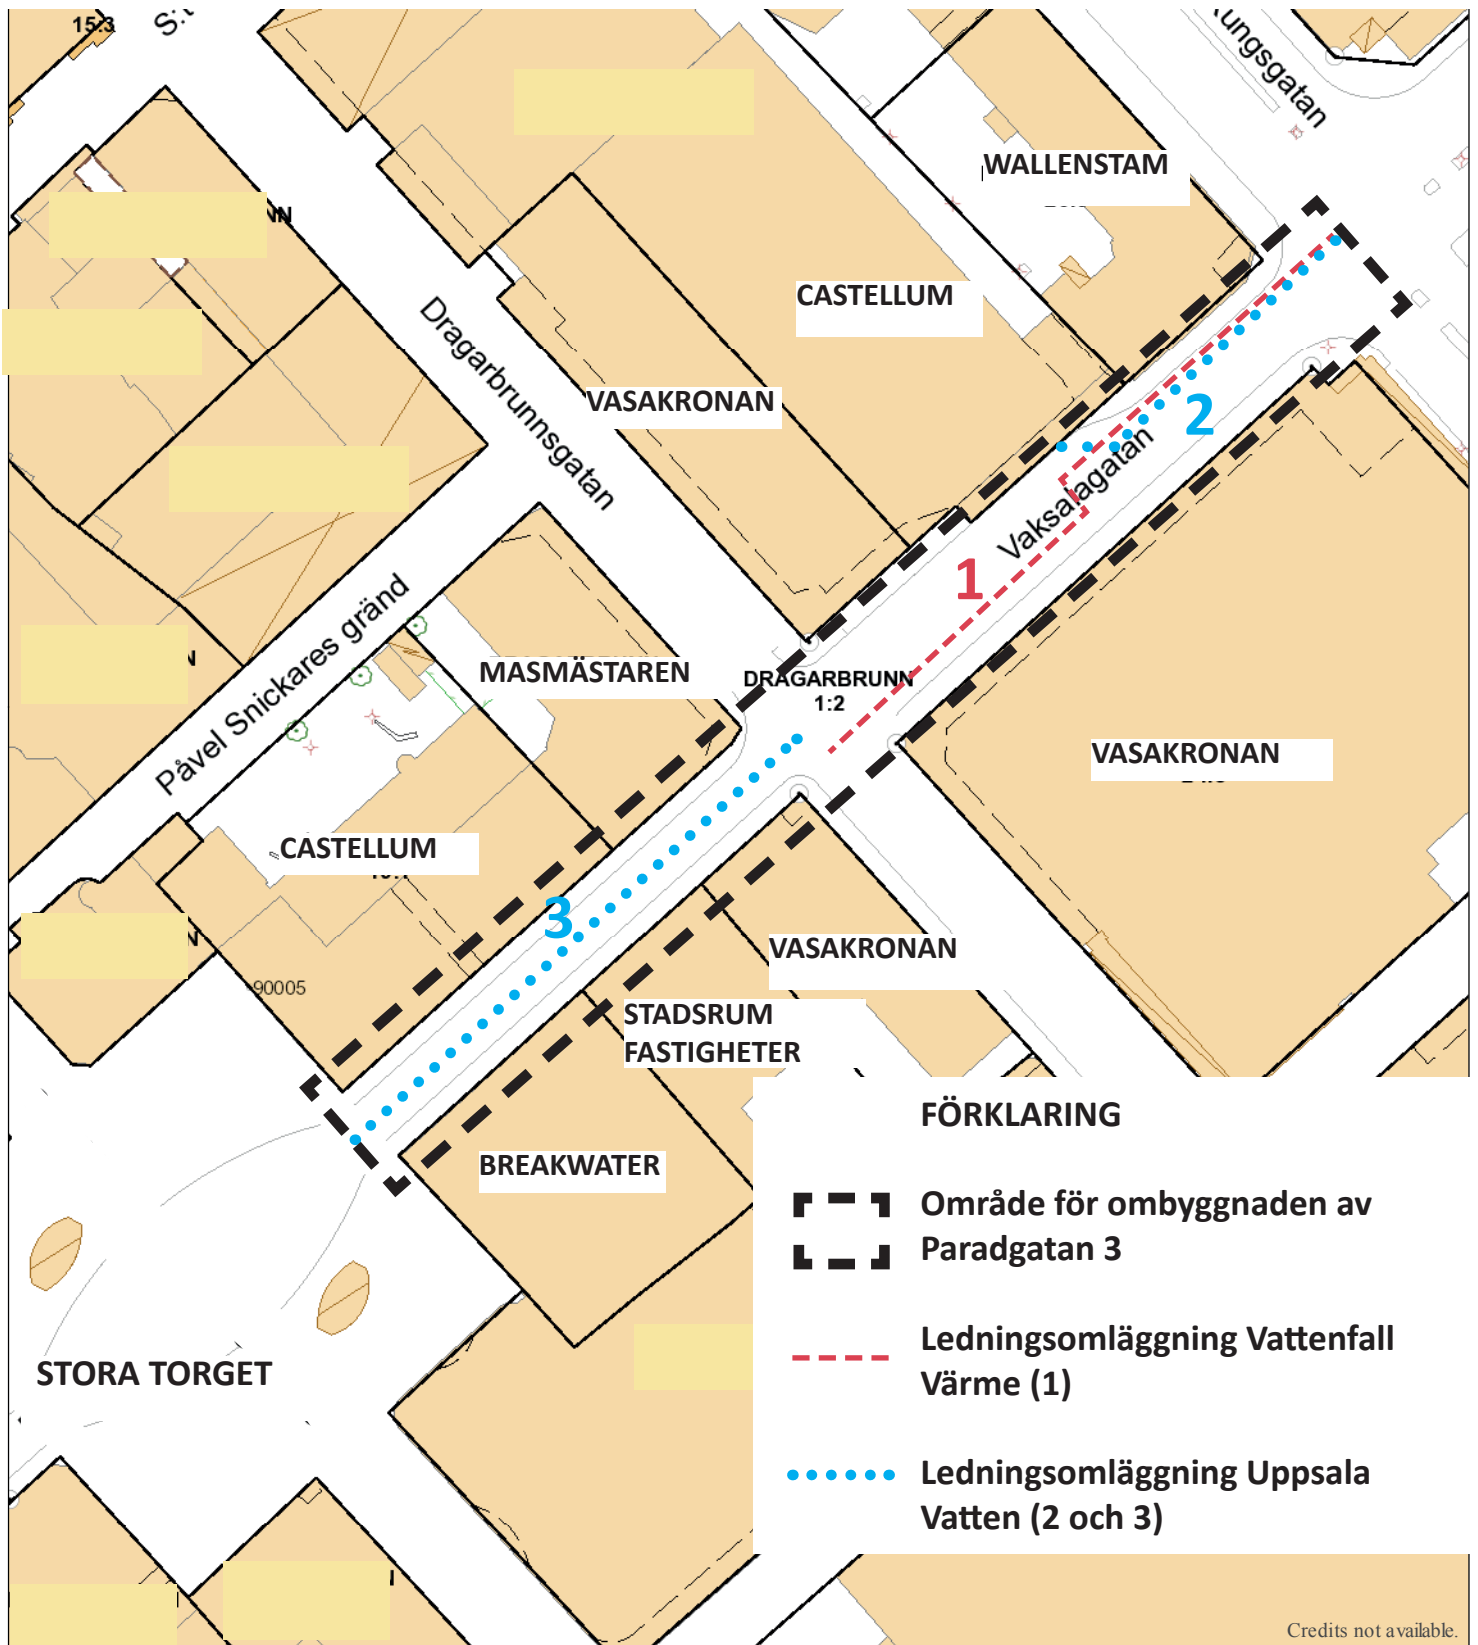 15:3
S:t
Kungsgatan
WALLENSTAM
NN
CASTELLUM
Dragarbrunnsgatan
VASAKRONAN
2
Vaksalagatan
1
Påvel Snickares gränd
N
MASMÄSTAREN
DRAGARBRUNN
1:2
VASAKRONAN
CASTELLUM
3
N
VASAKRONAN
90005
STADSRUM
FASTIGHETER
BREAKWATER
STORA TORGET
FÖRKLARING
Område för ombyggnaden av
Paradgatan 3
Ledningsomläggning Vattenfall
Värme (1)
Ledningsomläggning Uppsala
Vatten (2 och 3)
Credits not available.